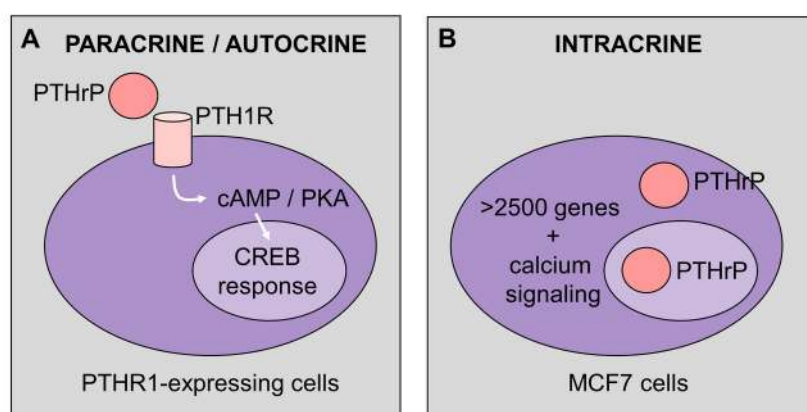 A PARACRINE / AUTOCRINE
PTHrP
PTH1R
cAMP / PKA
CREB
response
PTHR1-expressing cells
B INTRACRINE
PTHrP
>2500 genes
+
calcium
signaling
PTHrP
MCF7 cells